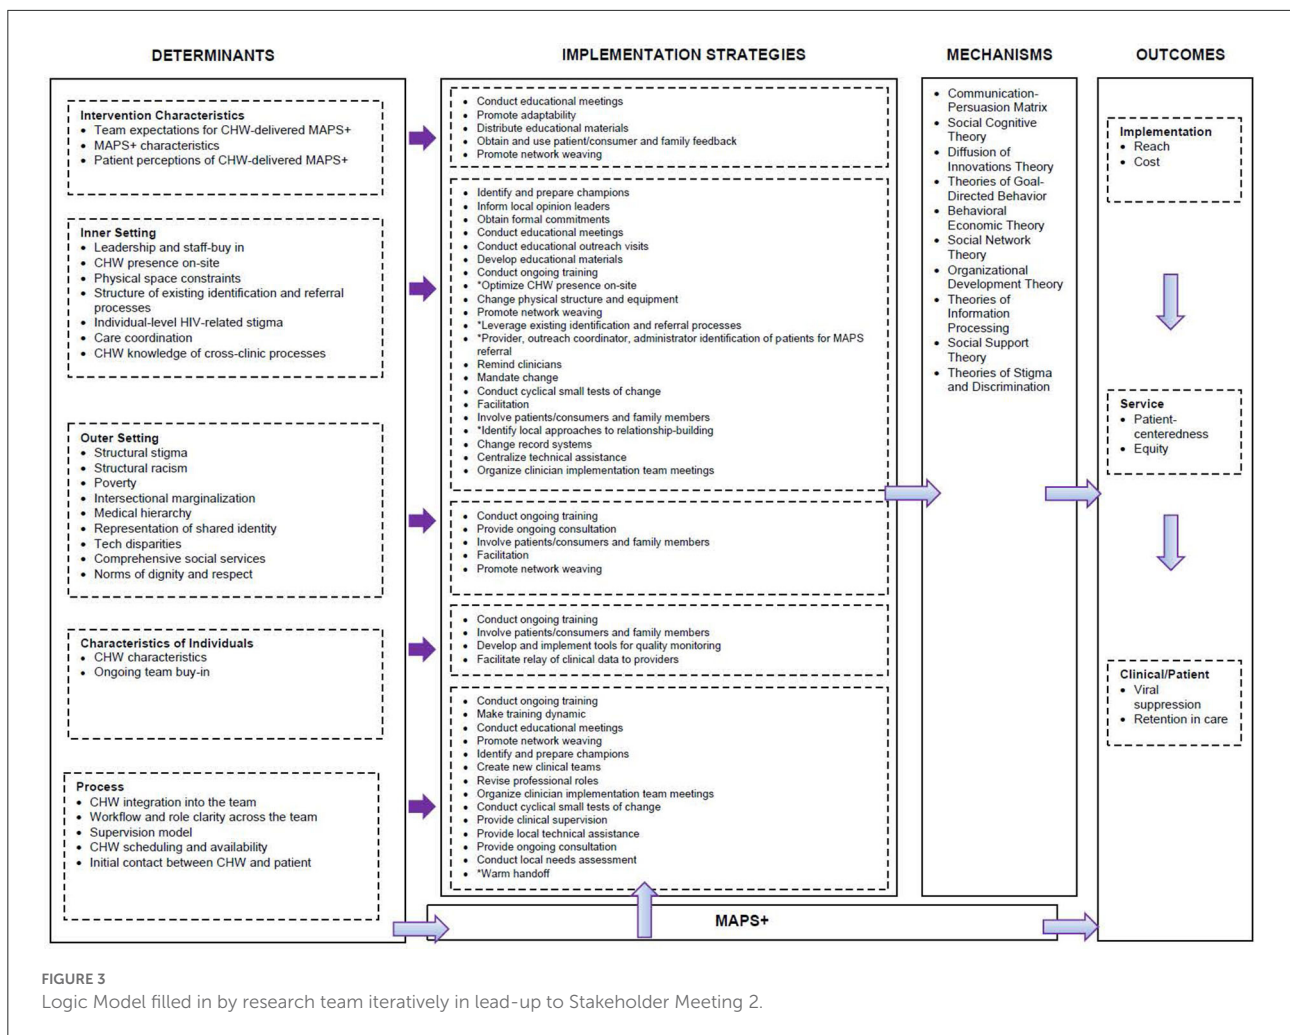 DETERMINANTS
Intervention Characteristics
• Team expectations for CHW-delivered MAPS+
• MAPS+ characteristics
• Patient perceptions of CHW-delivered MAPS+
Inner Setting
• Leadership and staff-buy in
• CHW presence on-site
• Physical space constraints
• Structure of existing identification and referral
processes
• Individual-level HIV-related stigma
• Care coordination
• CHW knowledge of cross-clinic processes
Outer Setting
• Structural stigma
• Structural racism
• Poverty
• Intersectional marginalization
• Medical hierarchy
• Representation of shared identity
• Tech disparities
• Comprehensive social services
• Norms of dignity and respect
Characteristics of Individuals
• CHW characteristics
• Ongoing team buy-in
Process
• CHW integration into the team
• Workflow and role clarity across the team
• Supervision model
• CHW scheduling and availability
• Initial contact between CHW and patient
IMPLEMENTATION STRATEGIES
• Conduct educational meetings
• Promote adaptability
• Distribute educational materials
• Obtain and use patient/consumer and family feedback
• Promote network weaving
• Identify and prepare champions
• Inform local opinion leaders
• Obtain formal commitments
• Conduct educational meetings
• Conduct educational outreach visits
• Develop educational materials
• Conduct ongoing training
• *Optimize CHW presence on-site
• Change physical structure and equipment
• Promote network weaving
• *Leverage existing identification and referral processes
• *Provider, outreach coordinator, administrator identification of patients for MAPS
referral
• Remind clinicians
• Mandate change
• Conduct cyclical small tests of change
• Facilitation
• Involve patients/consumers and family members
• *Identify local approaches to relationship-building
• Change record systems
• Centralize technical assistance
• Organize clinician implementation team meetings
• Conduct ongoing training
• Provide ongoing consultation
• Involve patients/consumers and family members
• Facilitation
• Promote network weaving
• Conduct ongoing training
• Involve patients/consumers and family members
• Develop and implement tools for quality monitoring
• Facilitate relay of clinical data to providers
• Conduct ongoing training
• Make training dynamic
• Conduct educational meetings
• Promote network weaving
• Identify and prepare champions
• Create new clinical teams
• Revise professional roles
• Organize clinician implementation team meetings
• Conduct cyclical small tests of change
• Provide clinical supervision
• Provide local technical assistance
• Provide ongoing consultation
• Conduct local needs assessment
• *Warm handoff
MAPS+
MECHANISMS
• Communication-
Persuasion Matrix
• Social Cognitive
Theory
• Diffusion of
Innovations Theory
• Theories of Goal-
Directed Behavior
• Behavioral
Economic Theory
• Social Network
Theory
• Organizational
Development Theory
• Theories of
Information
Processing
• Social Support
Theory
• Theories of Stigma
and Discrimination
OUTCOMES
Implementation
• Reach
• Cost
Service
• Patient-
centeredness
• Equity
Clinical/Patient
• Viral
suppression
• Retention in care
FIGURE 3
Logic Model filled in by research team iteratively in lead-up to Stakeholder Meeting 2.